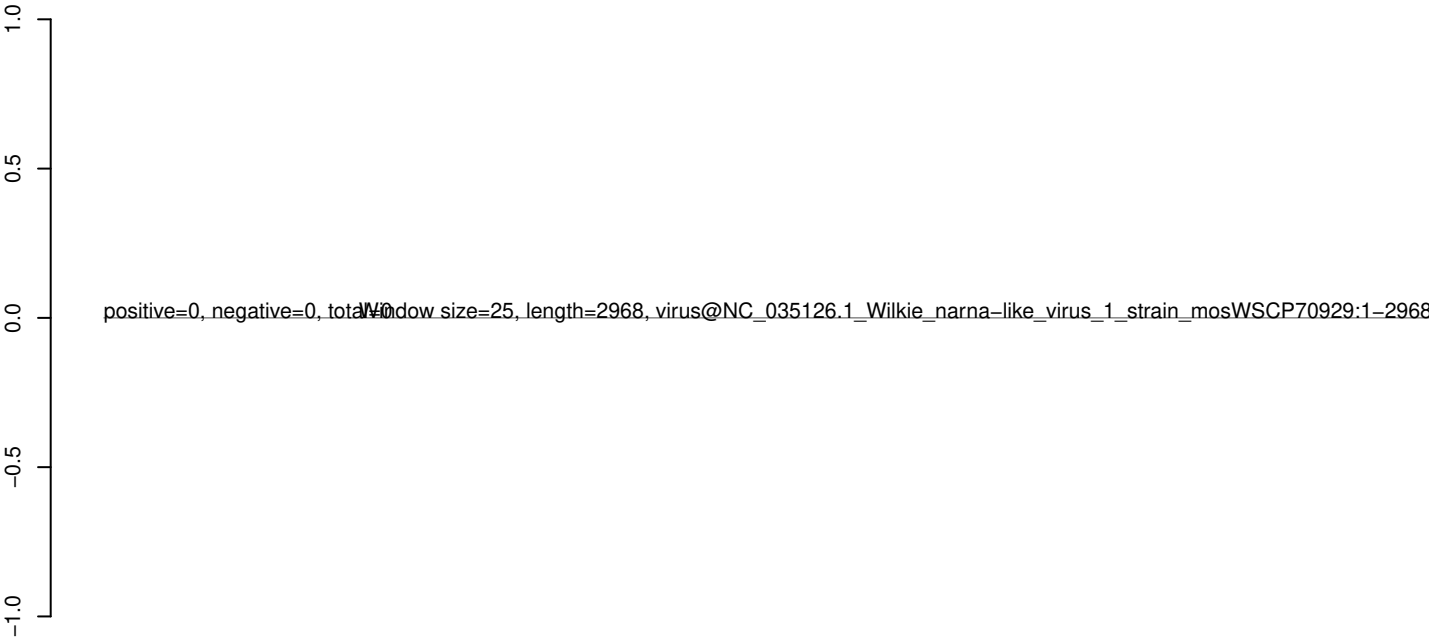 1.0
0.5
positive=0, negative=0, total=0
Window size=25, length=2968, virus@NC_035126.1_Wilkie_narna−like_virus_1_strain_mosWSCP70929:1−2968
0.0
−0.5
−1.0